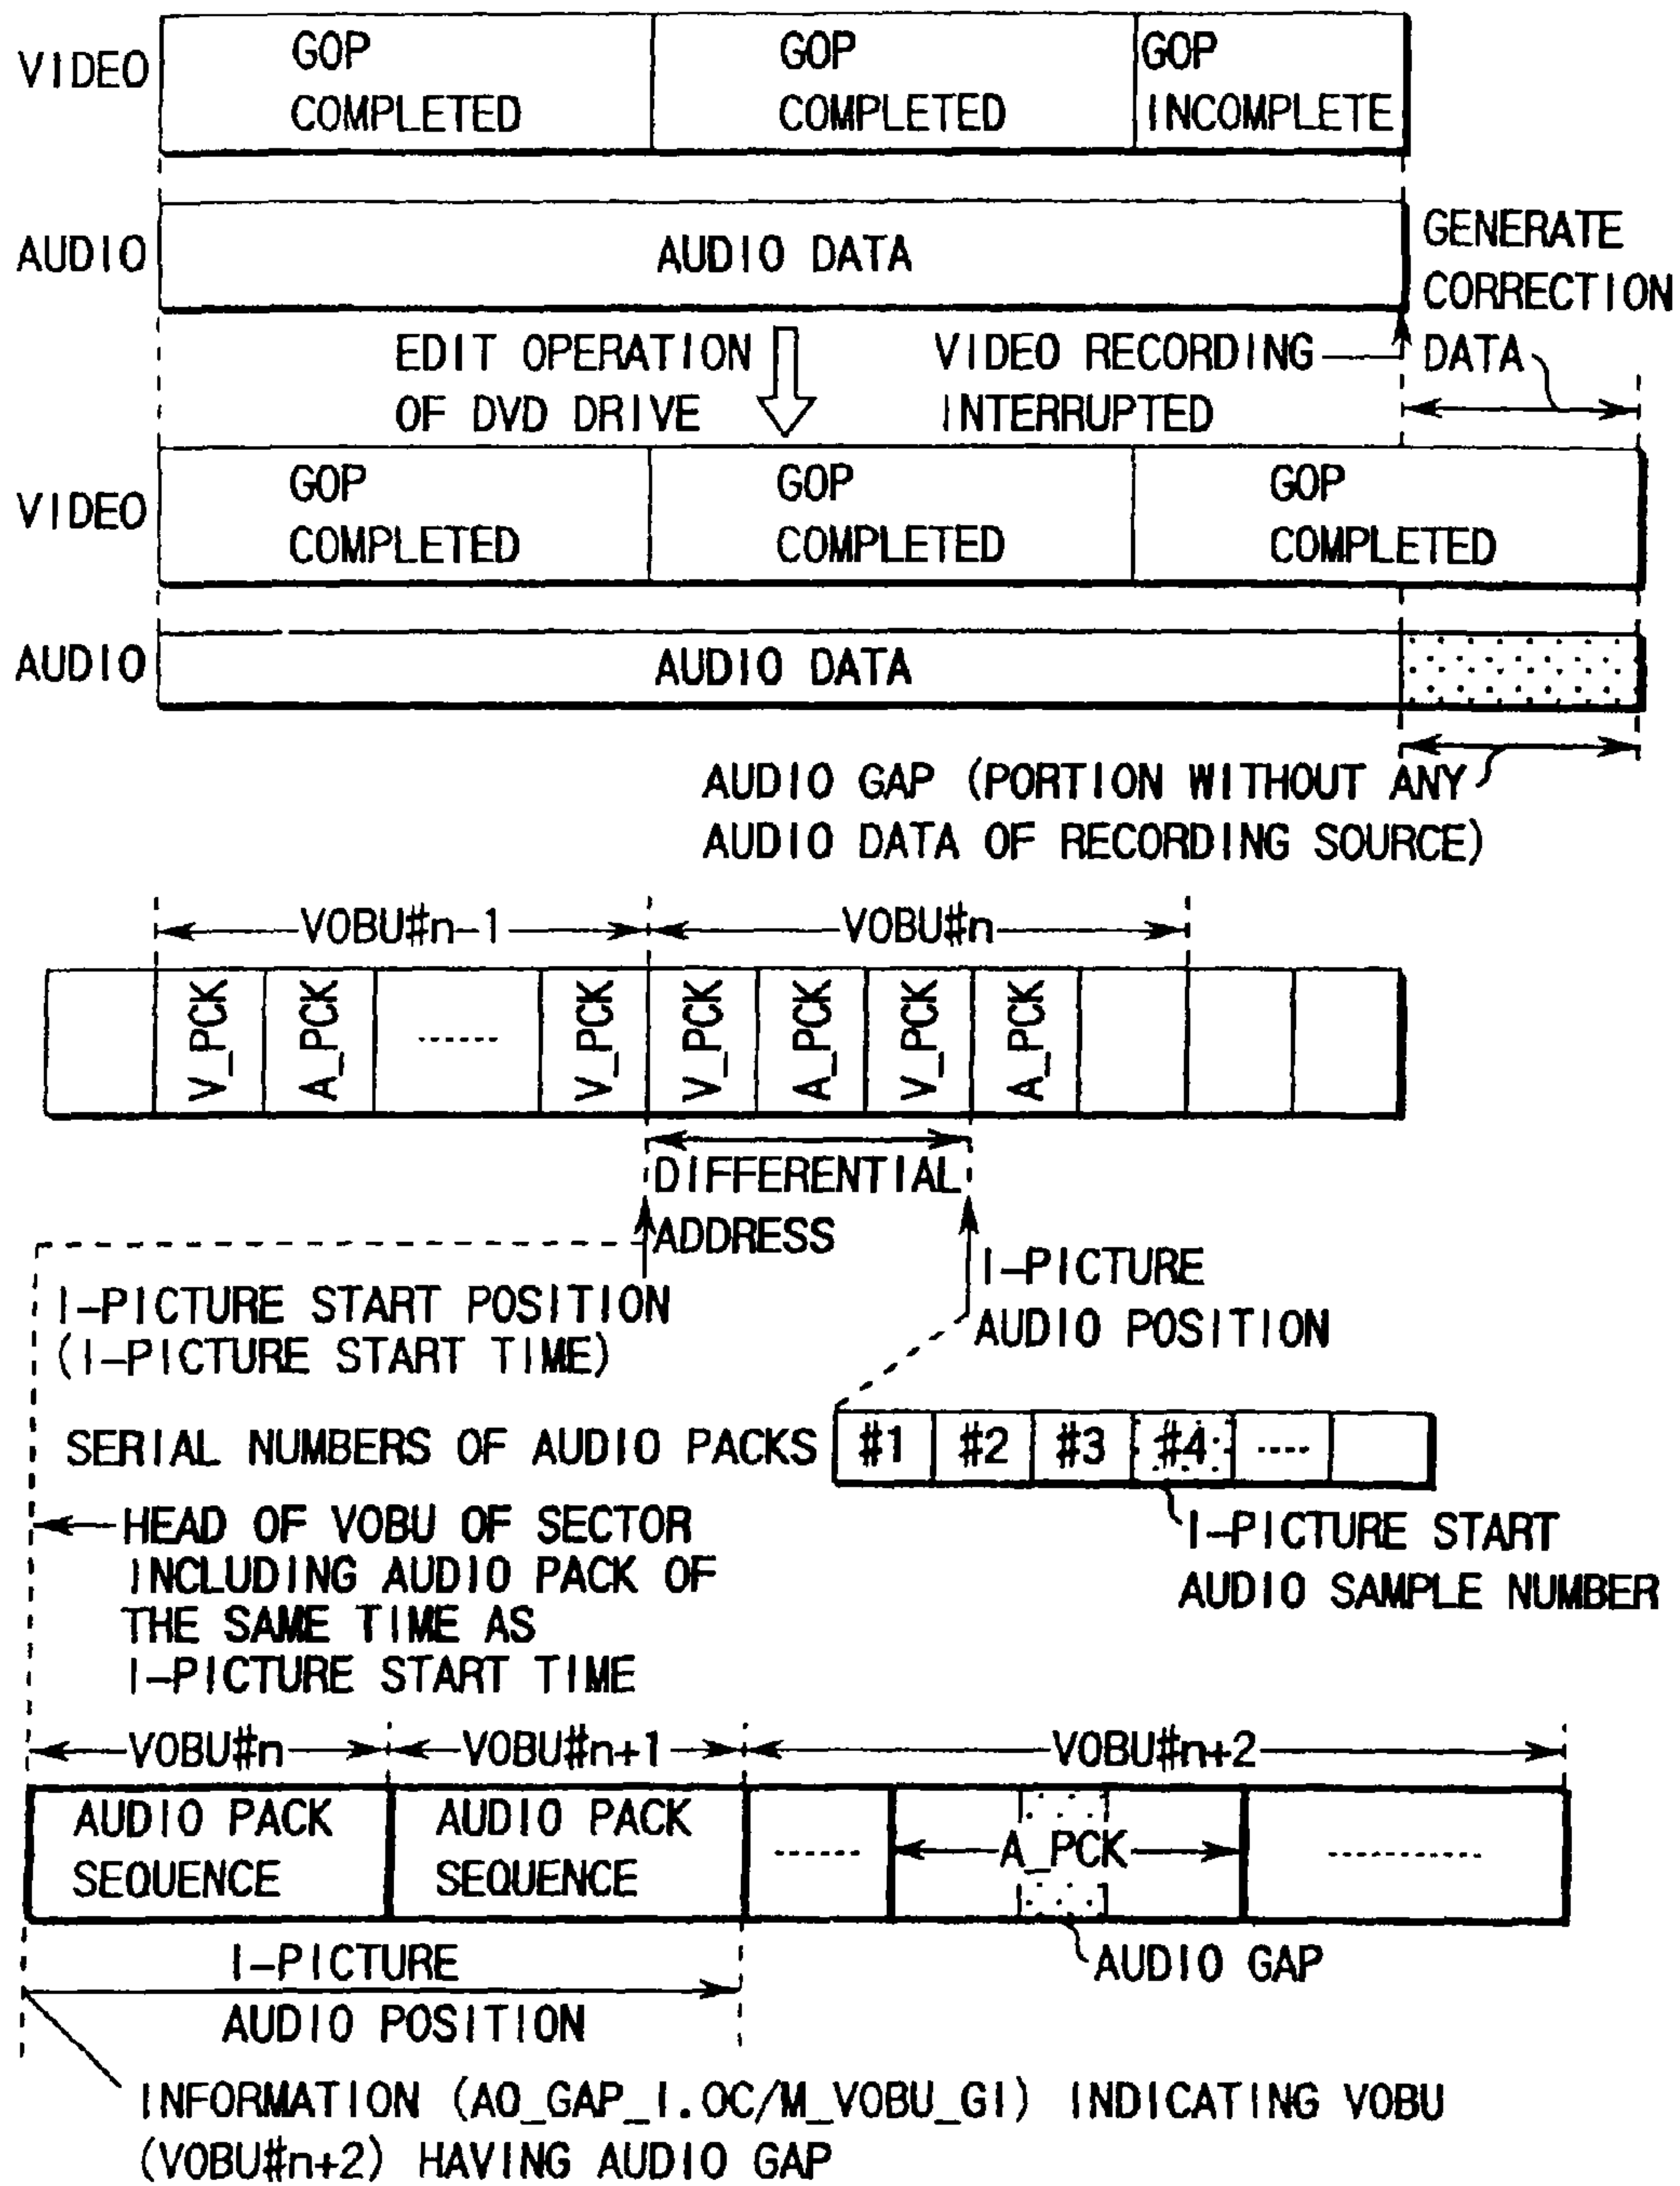 VIDEO
GOP
COMPLETED
GOP
COMPLETED
GOP
INCOMPLETE
AUDIO
AUDIO DATA
GENERATE
CORRECTION
DATA
EDIT OPERATION
OF DVD DRIVE
VIDEO RECORDING
INTERRUPTED
VIDEO
GOP
COMPLETED
GOP
COMPLETED
GOP
COMPLETED
AUDIO
AUDIO DATA
AUDIO GAP (PORTION WITHOUT ANY
AUDIO DATA OF RECORDING SOURCE)
VOBU#n-1
VOBU#n
V_PCK
A_PCK
V_PCK
V_PCK
A_PCK
V_PCK
A_PCK
DIFFERENTIAL
ADDRESS
I-PICTURE START POSITION
(I-PICTURE START TIME)
I-PICTURE
AUDIO POSITION
SERIAL NUMBERS OF AUDIO PACKS
#1
#2
#3
#4
I-PICTURE START
AUDIO SAMPLE NUMBER
HEAD OF VOBU OF SECTOR
INCLUDING AUDIO PACK OF
THE SAME TIME AS
I-PICTURE START TIME
VOBU#n
VOBU#n+1
VOBU#n+2
AUDIO PACK
SEQUENCE
AUDIO PACK
SEQUENCE
A_PCK
AUDIO GAP
I-PICTURE
AUDIO POSITION
INFORMATION (A0_GAP_I.OC/M_VOBU_GI) INDICATING VOBU
(VOBU#n+2) HAVING AUDIO GAP